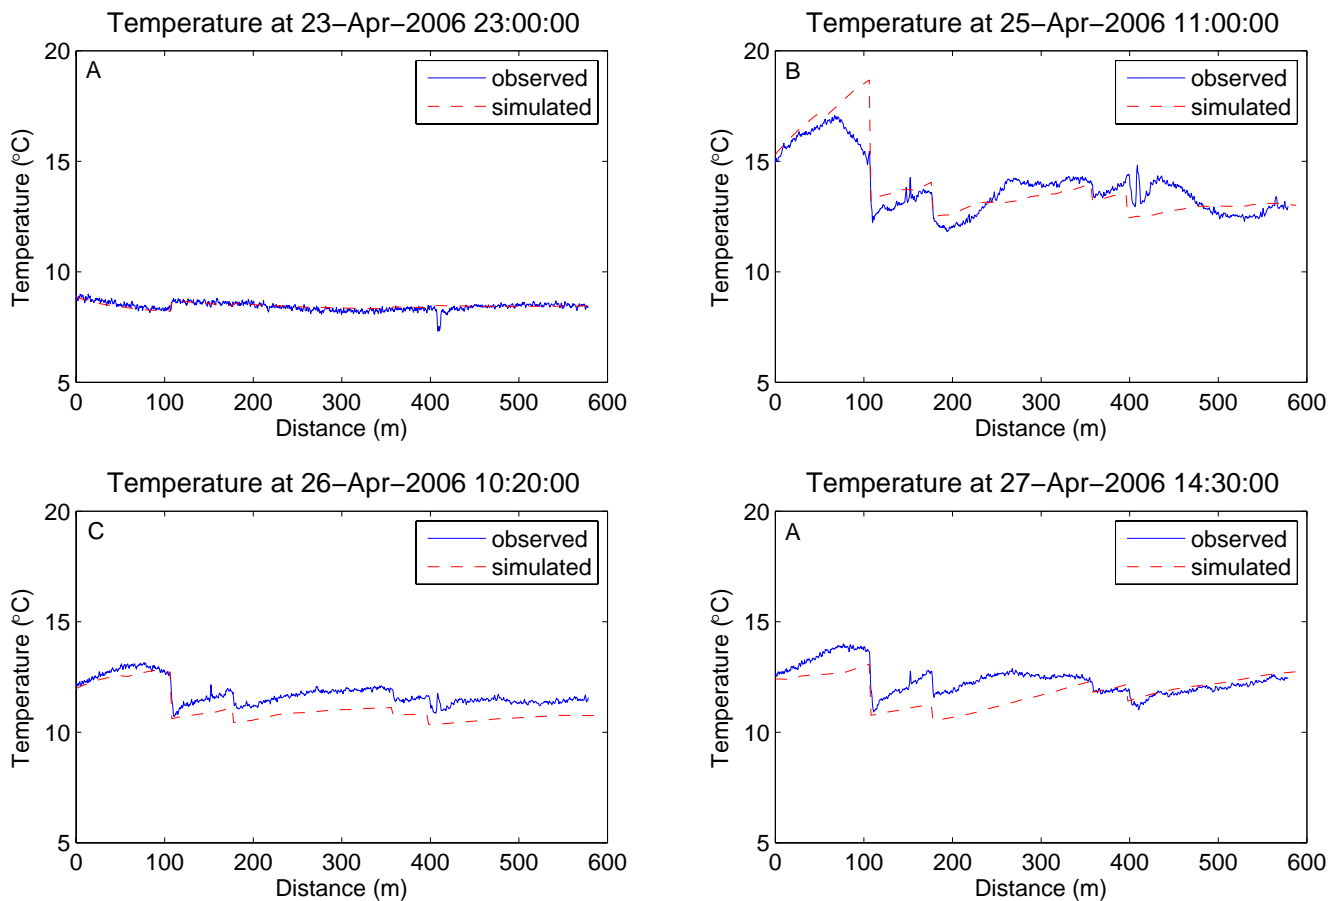 Temperature at 23−Apr−2006 23:00:00
A
observed
simulated
20
15
10
5
Temperature (°C)
0 100 200 300 400 500 600
Distance (m)
Temperature at 25−Apr−2006 11:00:00
B
observed
simulated
20
15
10
5
Temperature (°C)
0 100 200 300 400 500 600
Distance (m)
Temperature at 26−Apr−2006 10:20:00
C
observed
simulated
20
15
10
5
Temperature (°C)
0 100 200 300 400 500 600
Distance (m)
Temperature at 27−Apr−2006 14:30:00
A
observed
simulated
20
15
10
5
Temperature (°C)
0 100 200 300 400 500 600
Distance (m)